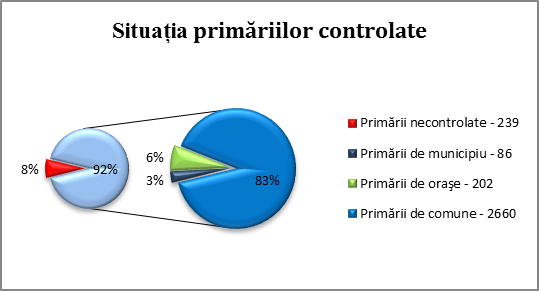 Situația primăriilor controlate
8%
92%
6%
3%
83%
Primării necontrolate - 239
Primării de municipiu - 86
Primării de orașe - 202
Primării de comune - 2660